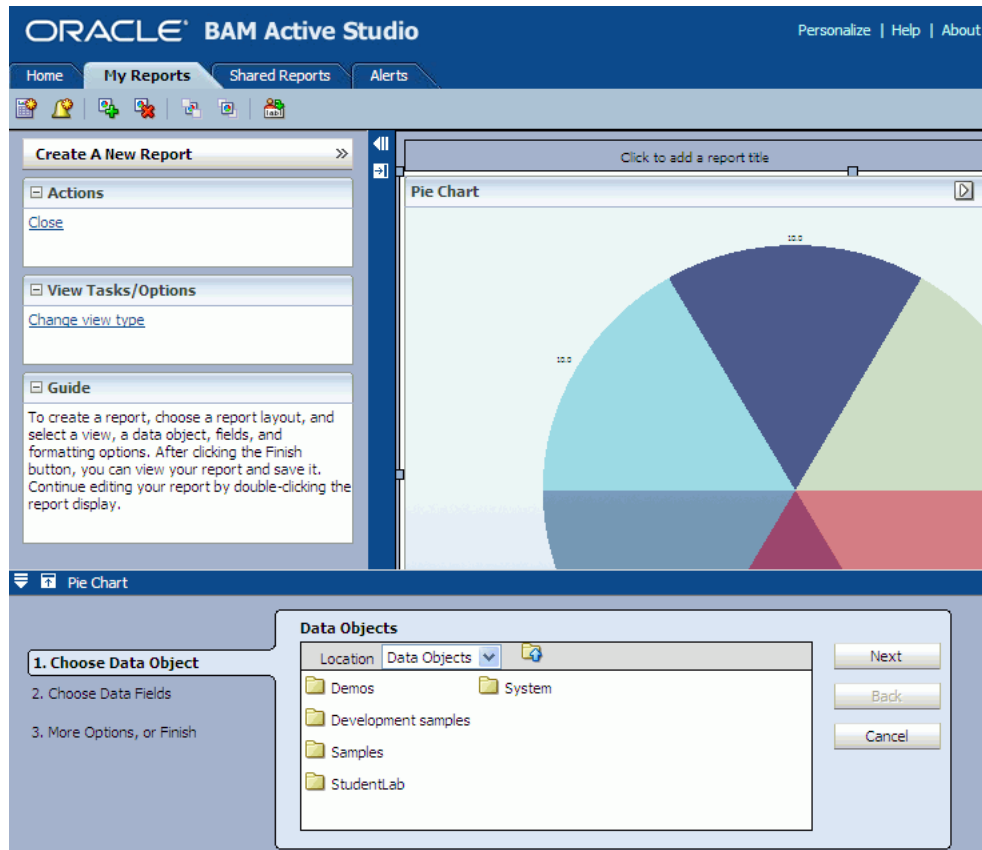 ORACLE® BAM Active Studio
Personalize | Help | About
Home My Reports Shared Reports Alerts
Create A New Report »
Actions
Close
View Tasks/Options
Change view type
Guide
To create a report, choose a report layout, and
select a view, a data object, fields, and
formatting options. After clicking the Finish
button, you can view your report and save it.
Continue editing your report by double-clicking the
report display.
Click to add a report title
Pie Chart
10.0
10.0
Pie Chart
1. Choose Data Object
2. Choose Data Fields
3. More Options, or Finish
Data Objects
Location Data Objects
Demos System
Development samples
Samples
StudentLab
Next
Back
Cancel